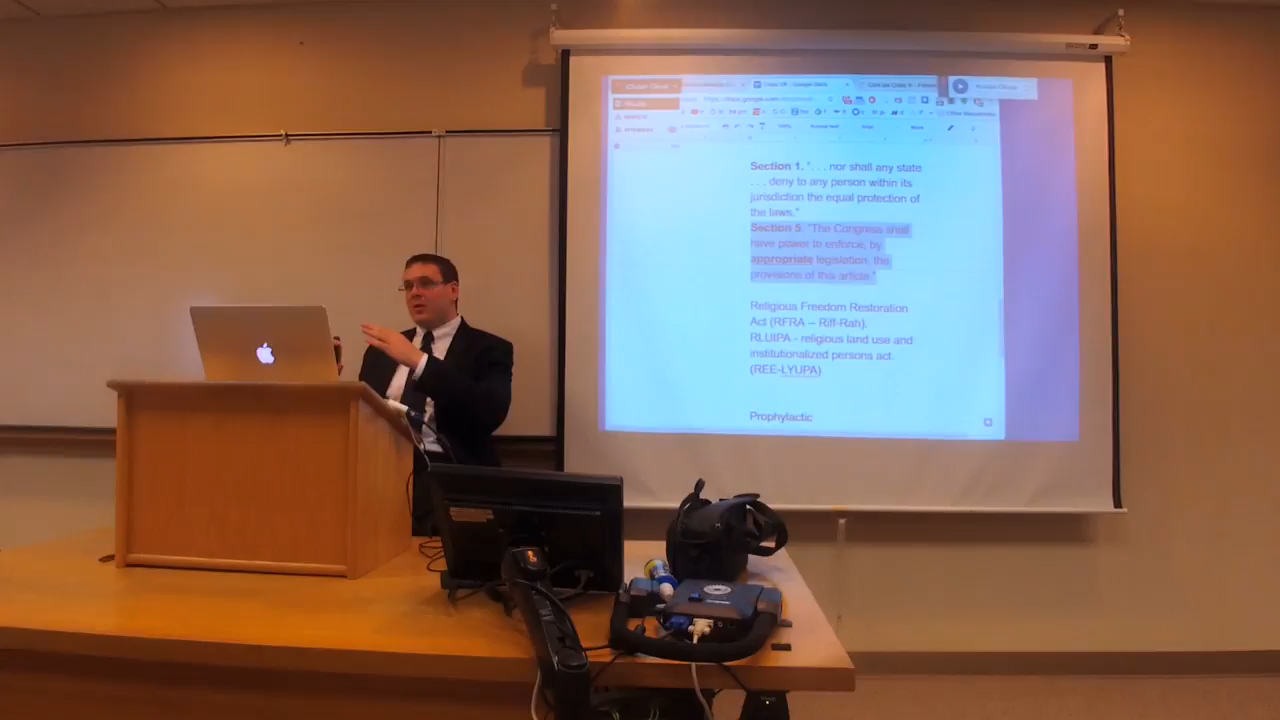 Section 1. ". . . nor shall any state
. . . deny to any person within its
jurisdiction the equal protection of
the laws."
Section 5. "The Congress shall
have power to enforce, by
appropriate legislation, the
provisions of this article."
Religious Freedom Restoration
Act (RFRA – Riff-Rah).
RLUIPA - religious land use and
institutionalized persons act.
(REE-LYUPA)
Prophylactic